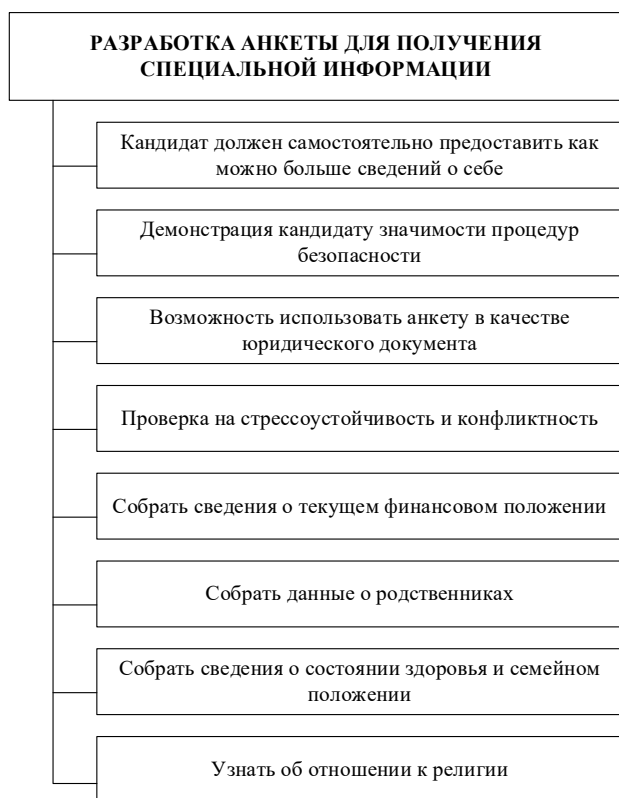 РАЗРАБОТКА АНКЕТЫ ДЛЯ ПОЛУЧЕНИЯ
СПЕЦИАЛЬНОЙ ИНФОРМАЦИИ
Кандидат должен самостоятельно предоставить как
можно больше сведений о себе
Демонстрация кандидату значимости процедур
безопасности
Возможность использовать анкету в качестве
юридического документа
Проверка на стрессоустойчивость и конфликтность
Собрать сведения о текущем финансовом положении
Собрать данные о родственниках
Собрать сведения о состоянии здоровья и семейном
положении
Узнать об отношении к религии